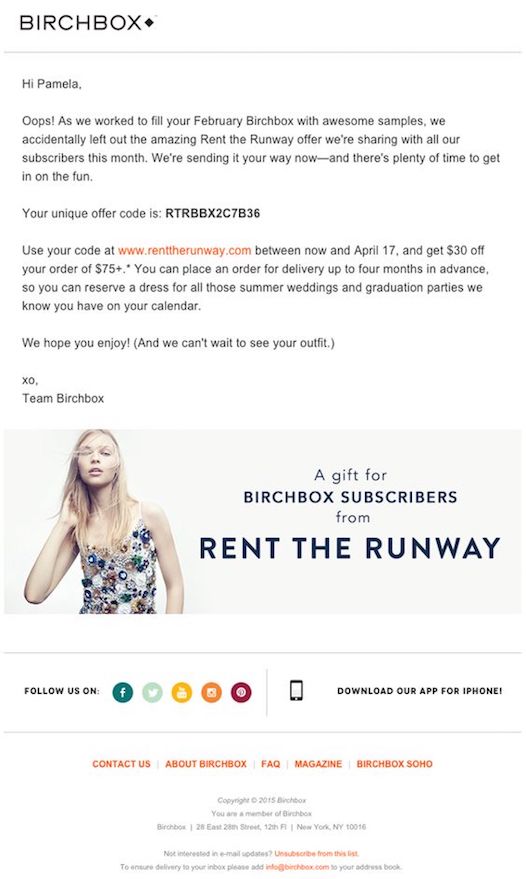 BIRCHBOX
Hi Pamela,
Oops! As we worked to fill your February Birchbox with awesome samples, we
accidentally left out the amazing Rent the Runway offer we're sharing with all our
subscribers this month. We're sending it your way now—and there's plenty of time to get
in on the fun.
Your unique offer code is: RTRBBX2C7B36
Use your code at www.renttherunway.com between now and April 17, and get $30 off
your order of $75+.* You can place an order for delivery up to four months in advance,
so you can reserve a dress for all those summer weddings and graduation parties we
know you have on your calendar.
We hope you enjoy! (And we can't wait to see your outfit.)
xo,
Team Birchbox
A gift for
BIRCHBOX SUBSCRIBERS
from
RENT THE RUNWAY
FOLLOW US ON: DOWNLOAD OUR APP FOR IPHONE!
CONTACT US | ABOUT BIRCHBOX | FAQ | MAGAZINE | BIRCHBOX SOHO
Copyright © 2015 Birchbox
You are a member of Birchbox
Birchbox | 28 East 28th Street, 12th Fl | New York, NY 10016
Not interested in e-mail updates? Unsubscribe from this list.
To ensure delivery to your inbox please add info@birchbox.com to your address book.